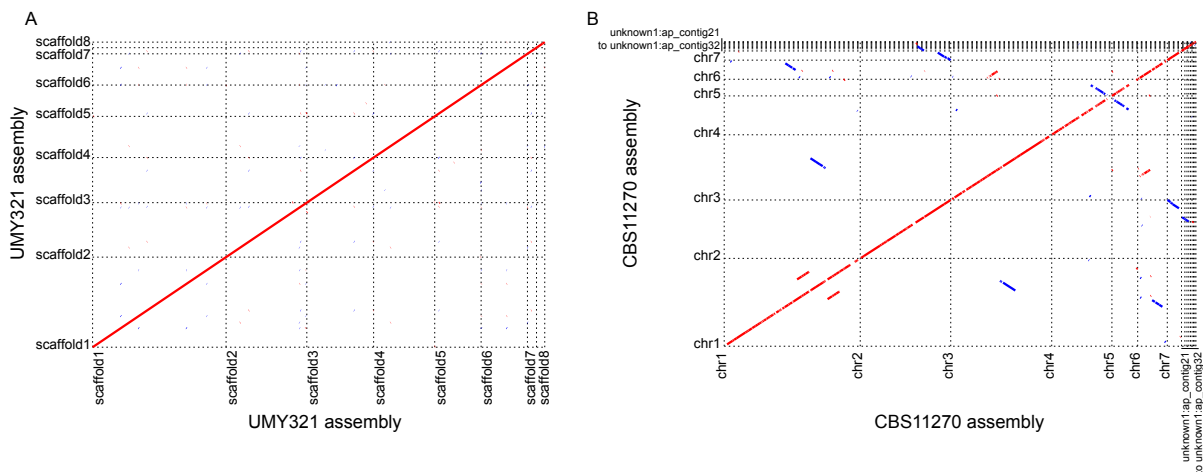 A
scaffold8
scaffold7
scaffold6
scaffold5
scaffold4
scaffold3
scaffold2
scaffold1
UMY321 assembly
scaffold1
scaffold2
scaffold3
scaffold4
scaffold5
scaffold6
scaffold7
scaffold8
UMY321 assembly
B
unknown1:ap_contig21
to unknown1:ap_contig32
chr7
chr6
chr5
chr4
chr3
chr2
chr1
CBS11270 assembly
chr1
chr2
chr3
chr4
chr5
chr6
chr7
unknown1:ap_contig21
to unknown1:ap_contig32
CBS11270 assembly